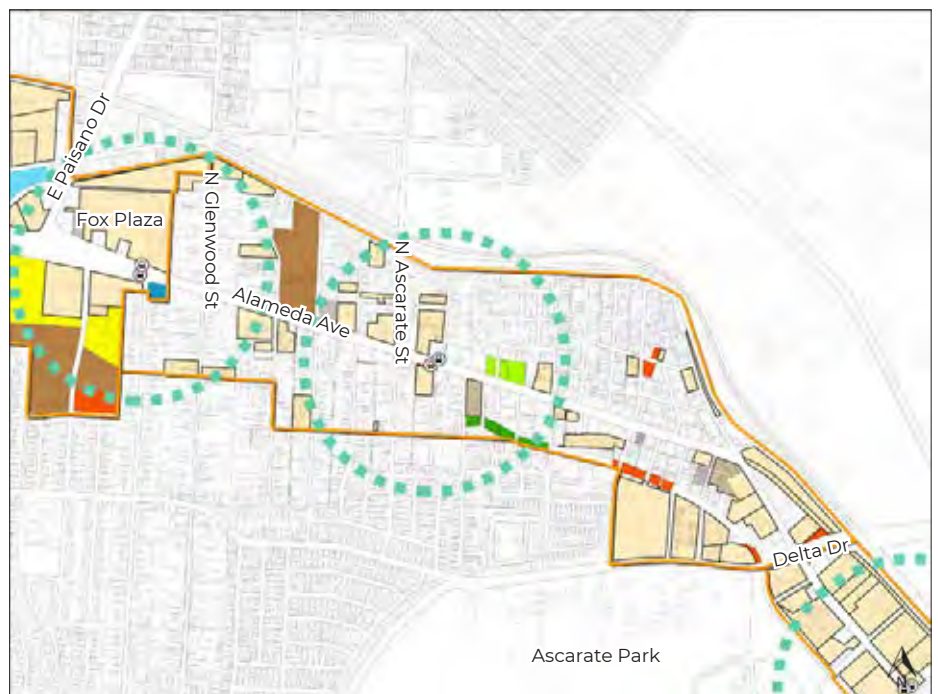 E Paisano Dr
Fox Plaza
N Glenwood St
N Ascarate St
Alameda Ave
Delta Dr
Ascarate Park
N